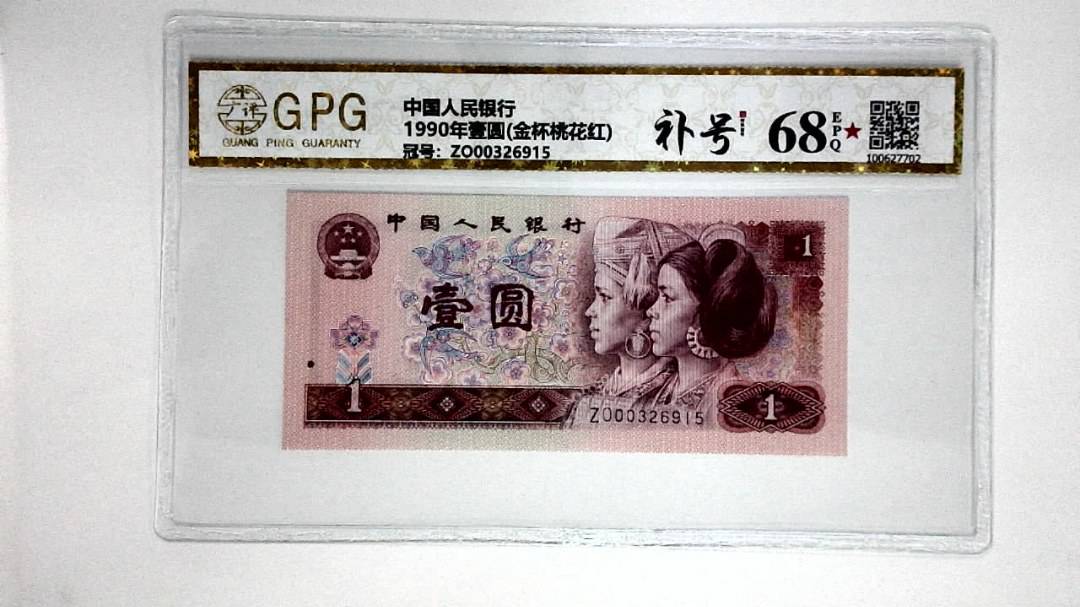 GPG
GUANG PING GUARANTY
中国人民银行
1990年壹圆(金杯桃花红)
冠号: ZO00326915
补号
68 EPQ★
100627702
中国人民银行
壹圆
1
1
1
ZO00326915